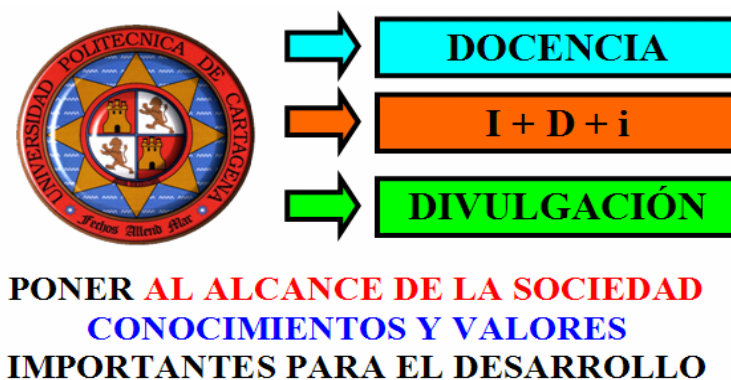 UNIVERSIDAD POLITECNICA DE CARTAGENA
Fechos Allend Mar
DOCENCIA
I + D + i
DIVULGACIÓN
PONER AL ALCANCE DE LA SOCIEDAD
CONOCIMIENTOS Y VALORES
IMPORTANTES PARA EL DESARROLLO